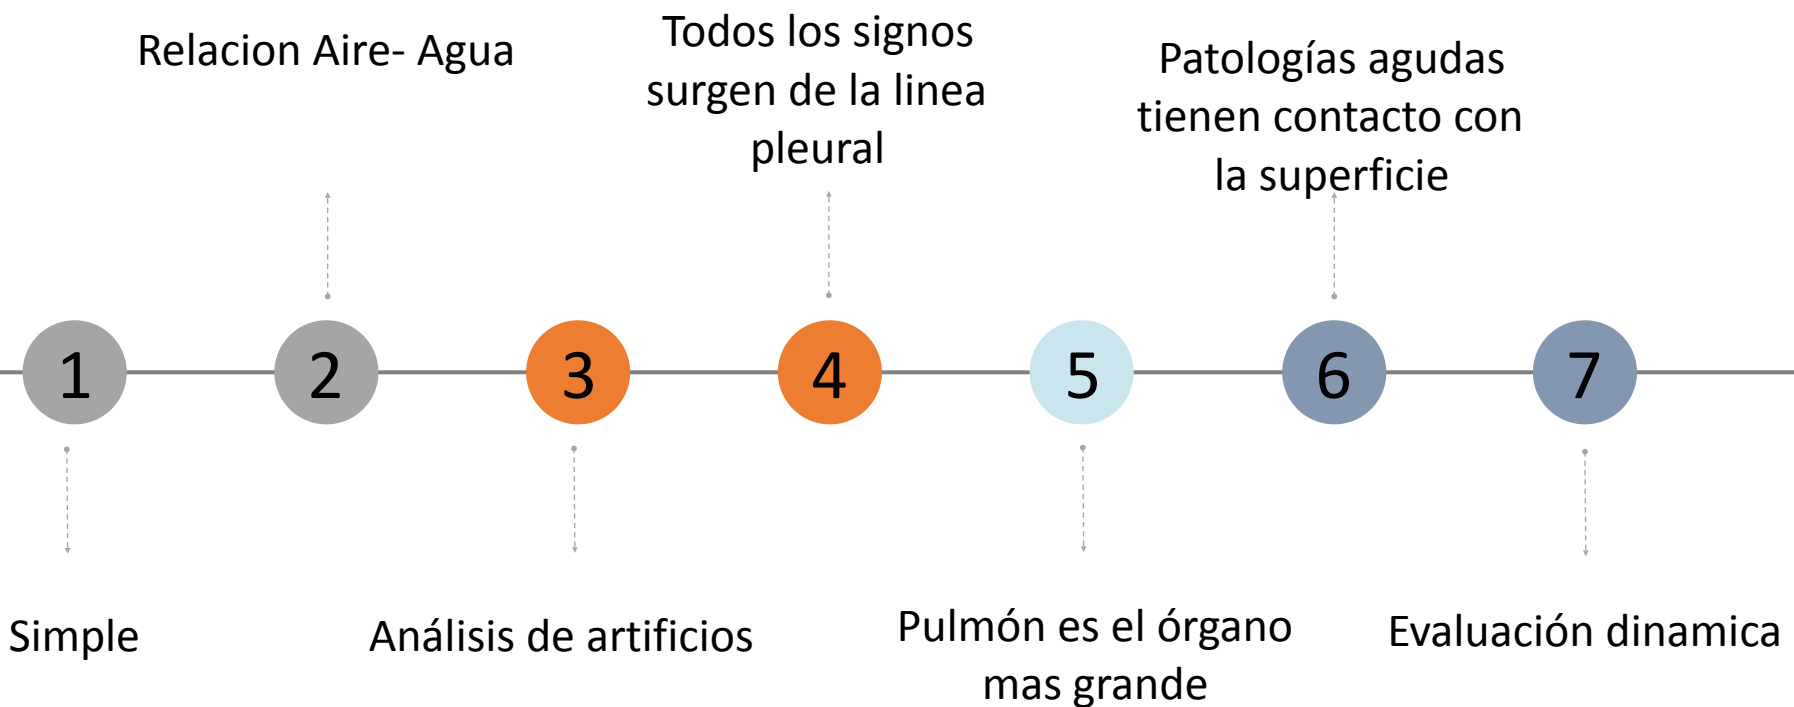 Relacion Aire- Agua
Todos los signos
surgen de la linea
pleural
Patologías agudas
tienen contacto con
la superficie
1
2
3
4
5
6
7
Simple
Análisis de artificios
Pulmón es el órgano
mas grande
Evaluación dinamica